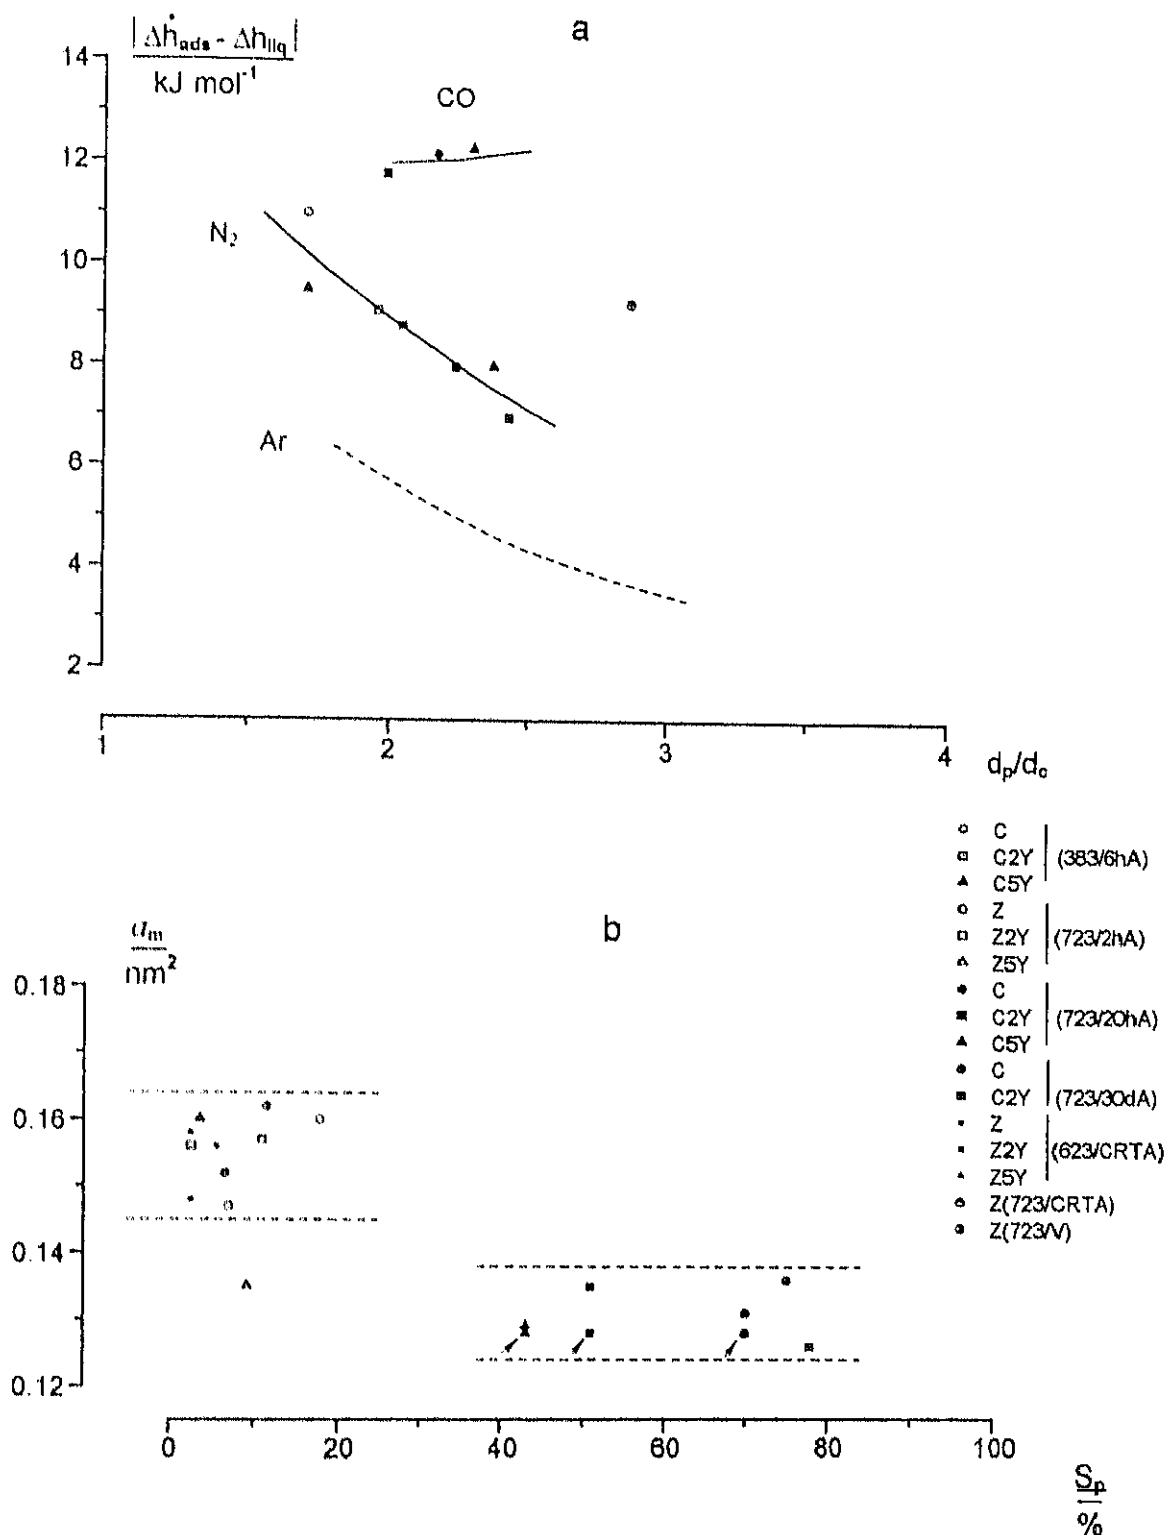 a
|Δḣads - Δhliq|
kJ mol⁻¹
14
12
10
8
6
4
2
CO
N₂
Ar
1
2
3
4
dp/dc
C
C2Y
(383/6hA)
C5Y
Z
Z2Y
(723/2hA)
Z5Y
C
C2Y
(723/20hA)
C5Y
C
C2Y
(723/30dA)
Z
Z2Y
(623/CRTA)
Z5Y
Z(723/CRTA)
Z(723/V)
b
am
nm²
0.18
0.16
0.14
0.12
0
20
40
60
80
100
Sp
%